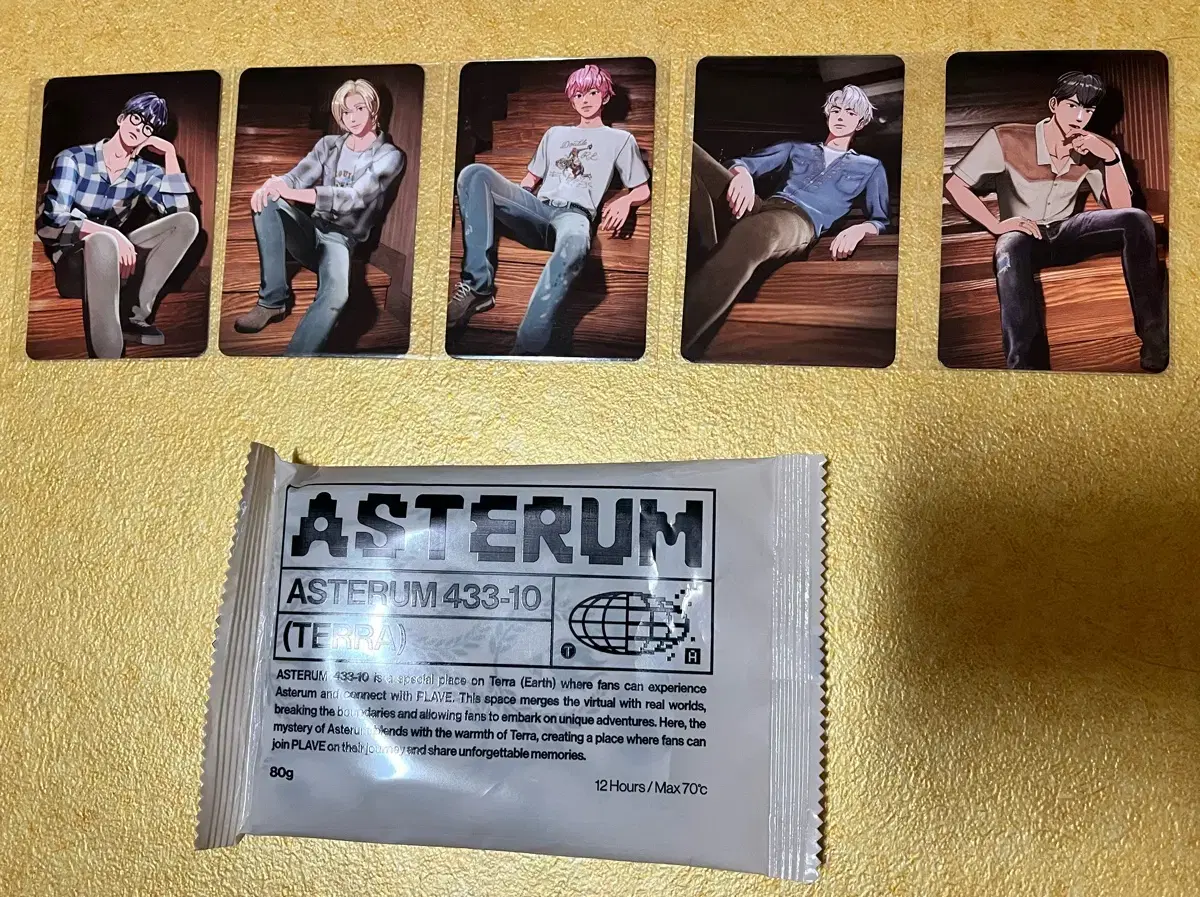 ASTERUM
ASTERUM 433-10
(TERRA)
T A
ASTERUM 433-10 is a special place on Terra (Earth) where fans can experience
Asterum and connect with PLAVE. This space merges the virtual with real worlds,
breaking the boundaries and allowing fans to embark on unique adventures. Here, the
mystery of Asterum blends with the warmth of Terra, creating a place where fans can
join PLAVE on their journey and share unforgettable memories.
80g
12 Hours / Max 70℃